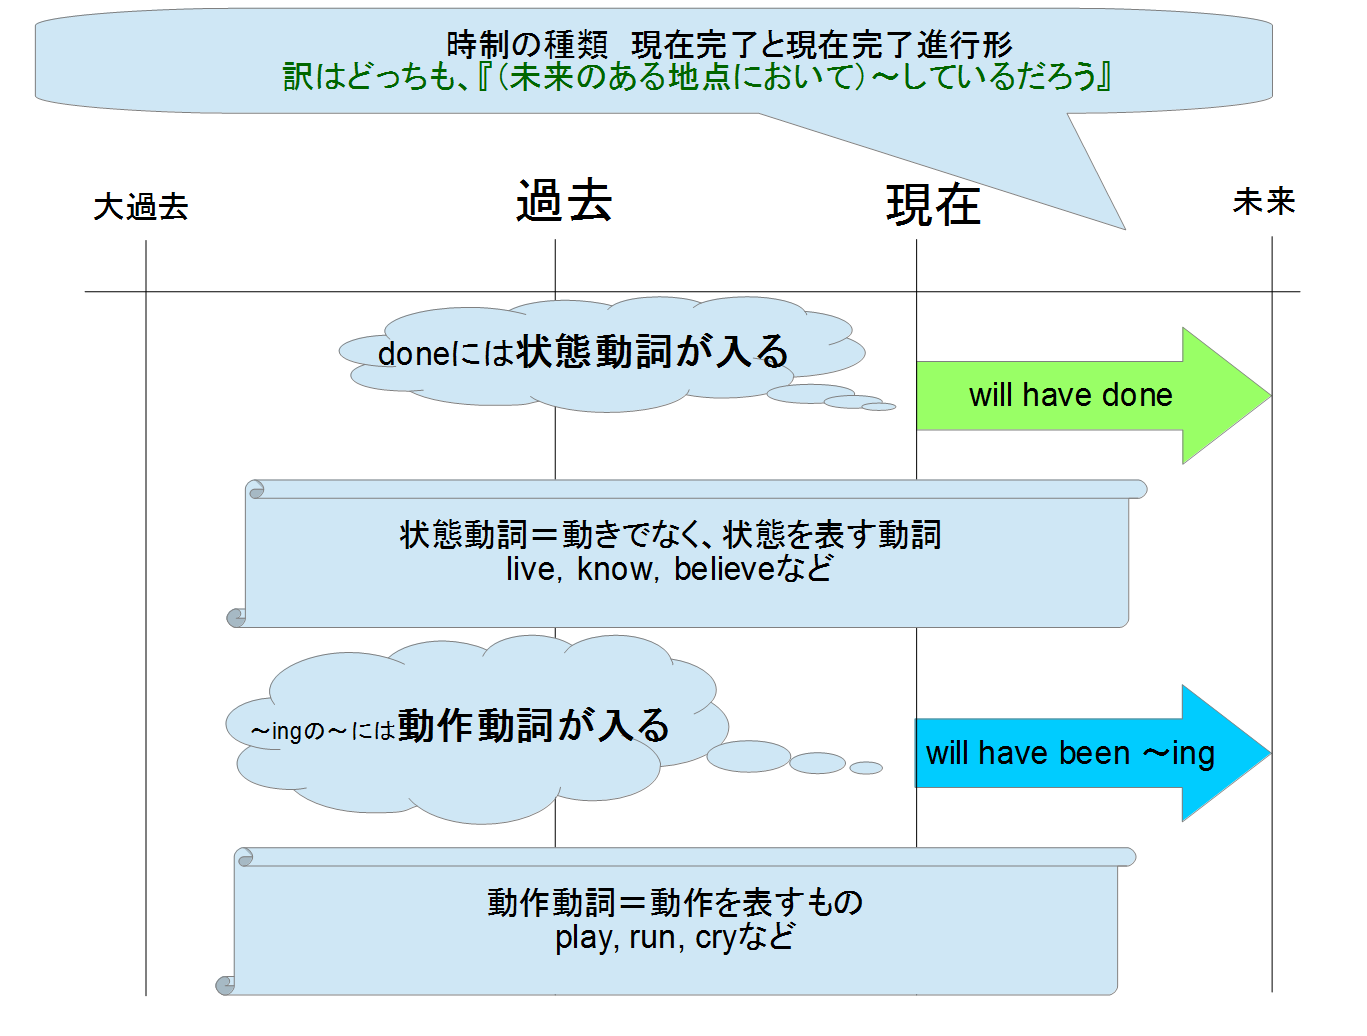 時制の種類　現在完了と現在完了進行形
訳はどっちも、『（未来のある地点において）～しているだろう』
大過去
過去
現在
未来
doneには状態動詞が入る
will have done
状態動詞＝動きでなく、状態を表す動詞
live, know, believeなど
～ingの～には動作動詞が入る
will have been ～ing
動作動詞＝動作を表すもの
play, run, cryなど